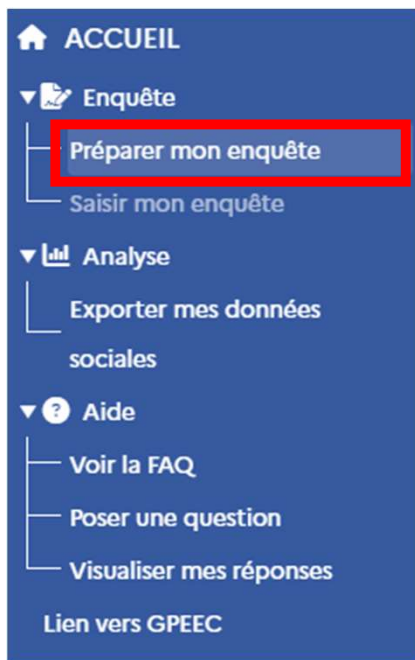 ACCUEIL
Enquête
Préparer mon enquête
Saisir mon enquête
Analyse
Exporter mes données
sociales
Aide
Voir la FAQ
Poser une question
Visualiser mes réponses
Lien vers GPEEC